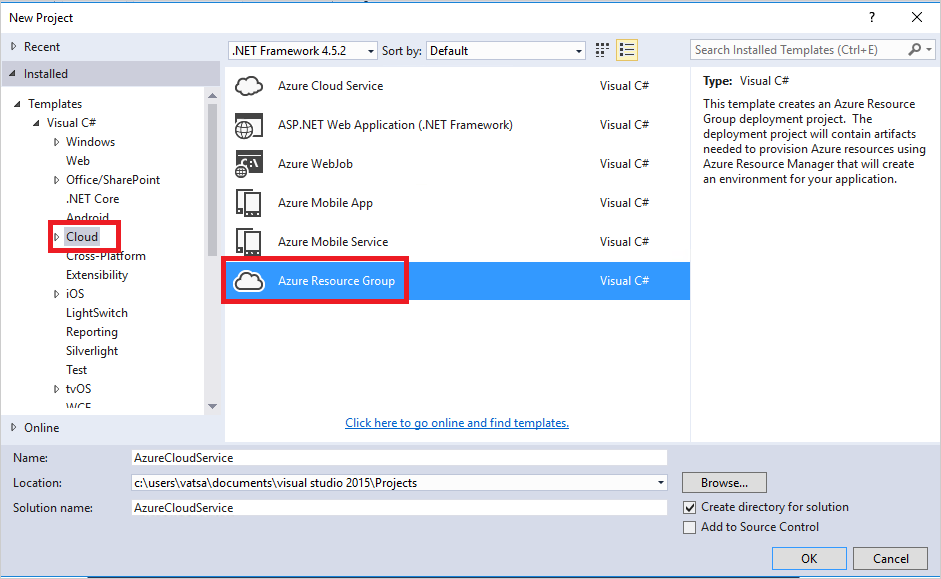 New Project
?
Recent
.NET Framework 4.5.2
Sort by:
Default
Search Installed Templates (Ctrl+E)
Installed
Templates
Visual C#
Windows
Web
Office/SharePoint
.NET Core
Android
Cloud
Cross-Platform
Extensibility
iOS
LightSwitch
Reporting
Silverlight
Test
tvOS
WCF
Online
Azure Cloud Service Visual C#
ASP.NET Web Application (.NET Framework) Visual C#
Azure WebJob Visual C#
Azure Mobile App Visual C#
Azure Mobile Service Visual C#
Azure Resource Group Visual C#
Click here to go online and find templates.
Type: Visual C#
This template creates an Azure Resource
Group deployment project. The
deployment project will contain artifacts
needed to provision Azure resources using
Azure Resource Manager that will create
an environment for your application.
Name: AzureCloudService
Location: c:\users\vatsa\documents\visual studio 2015\Projects
Browse...
Solution name: AzureCloudService
Create directory for solution
Add to Source Control
OK
Cancel